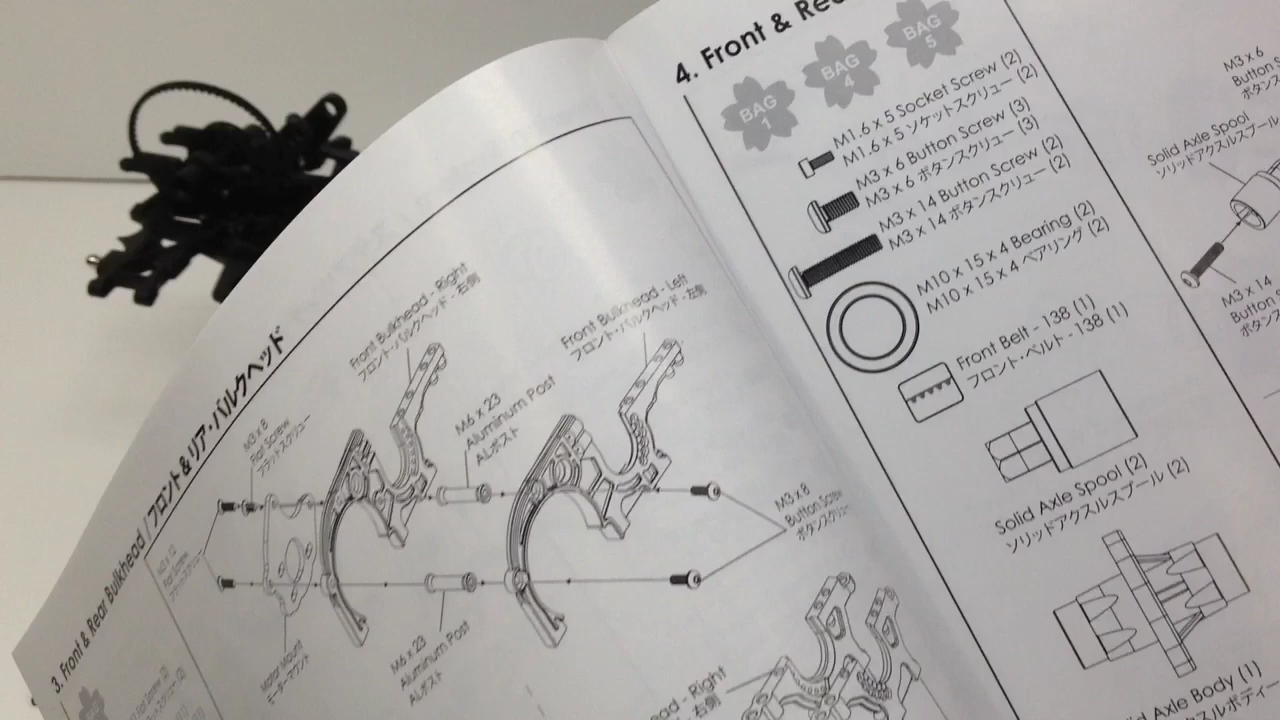 3. Front & Rear Bulkhead / フロント&リア・バルクヘッド
M3 x 8
Flat Screw
フラットスクリュー
Front Bulkhead - Right
フロント・バルクヘッド - 右側
M6 x 23
Aluminum Post
ALポスト
Front Bulkhead - Left
フロント・バルクヘッド - 左側
M3 x 8
Button Screw
Motor Mount
モーターマウント
M6 x 23
Aluminum Post
ALポスト
- Right
- 右側
4. Front &
BAG
1
BAG
4
BAG
5
M1.6 x 5 Socket Screw (2)
M1.6 x 5 ソケットスクリュー (2)
M3 x 6 Button Screw (3)
M3 x 6 ボタンスクリュー (3)
M3 x 14 Button Screw (2)
M3 x 14 ボタンスクリュー (2)
M10 x 15 x 4 Bearing (2)
M10 x 15 x 4 ベアリング (2)
Front Belt - 138 (1)
フロント・ベルト - 138 (1)
Solid Axle Spool (2)
ソリッドアクスルスプール (2)
Axle Body (1)
M3 x 6
Button
Solid Axle Spool
ソリッドアクスルスプール
M3 x 14
Button